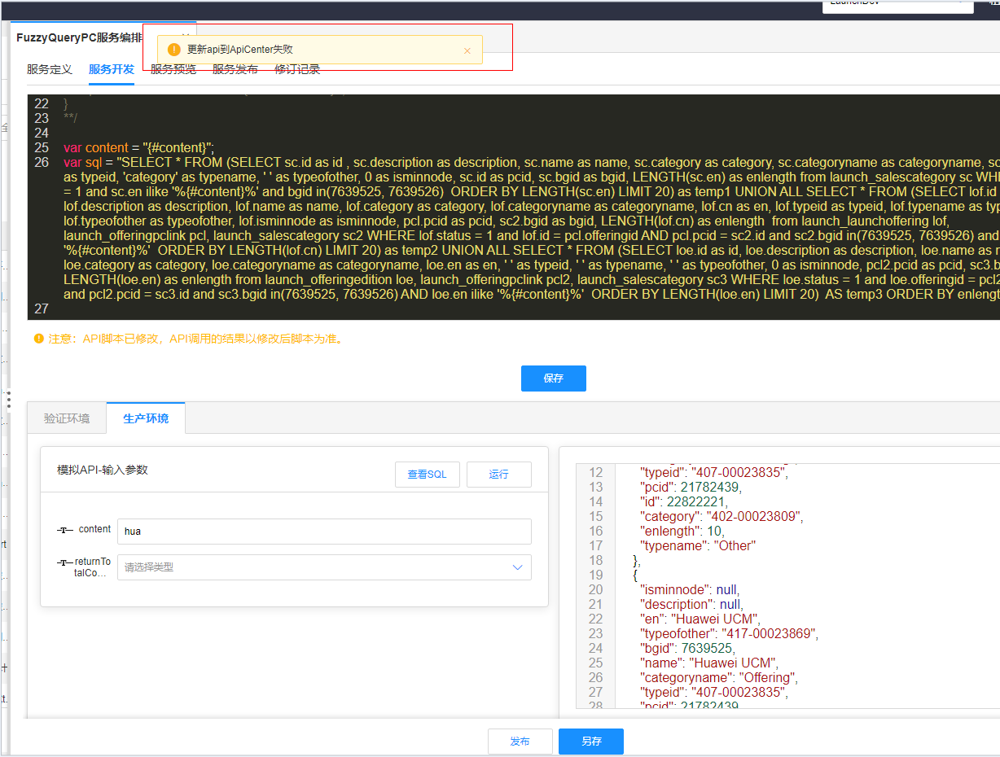 LaunchDev
FuzzyQueryPC服务编排
更新api到ApiCenter失败
服务定义 服务开发 服务预览 服务发布 修订记录
22 }
23 **/
24
25 var content = "{#content}";
26 var sql = "SELECT * FROM (SELECT sc.id as id , sc.description as description, sc.name as name, sc.category as category, sc.categoryname as categoryname, sc
as typeid, 'category' as typename, ' ' as typeofother, 0 as isminnode, sc.id as pcid, sc.bgid as bgid, LENGTH(sc.en) as enlength from launch_salescategory sc WHE
= 1 and sc.en ilike '%{#content}%' and bgid in(7639525, 7639526)  ORDER BY LENGTH(sc.en) LIMIT 20) as temp1 UNION ALL SELECT * FROM (SELECT lof.id
lof.description as description, lof.name as name, lof.category as category, lof.categoryname as categoryname, lof.cn as en, lof.typeid as typeid, lof.typename as typ
lof.typeofother as typeofother, lof.isminnode as isminnode, pcl.pcid as pcid, sc2.bgid as bgid, LENGTH(lof.cn) as enlength  from launch_launchoffering lof,
launch_offeringpclink pcl, launch_salescategory sc2 WHERE lof.status = 1 and lof.id = pcl.offeringid AND pcl.pcid = sc2.id and sc2.bgid in(7639525, 7639526) and
'%{#content}%'  ORDER BY LENGTH(lof.cn) LIMIT 20) as temp2 UNION ALL SELECT * FROM (SELECT loe.id as id, loe.description as description, loe.name as n
loe.category as category, loe.categoryname as categoryname, loe.en as en, ' ' as typeid, ' ' as typename, ' ' as typeofother, 0 as isminnode, pcl2.pcid as pcid, sc3.b
LENGTH(loe.en) as enlength from launch_offeringedition loe, launch_offeringpclink pcl2, launch_salescategory sc3 WHERE loe.status = 1 and loe.offeringid = pcl2
and pcl2.pcid = sc3.id and sc3.bgid in(7639525, 7639526) AND loe.en ilike '%{#content}%'  ORDER BY LENGTH(loe.en) LIMIT 20)  AS temp3 ORDER BY enlengt
27
注意：API脚本已修改，API调用的结果以修改后脚本为准。
保存
验证环境 生产环境
模拟API-输入参数 查看SQL 运行
content hua
returnTo
talCo... 请选择类型
12 "typeid": "407-00023835",
13 "pcid": 21782439,
14 "id": 22822221,
15 "category": "402-00023809",
16 "enlength": 10,
17 "typename": "Other"
18 },
19 {
20 "isminnode": null,
21 "description": null,
22 "en": "Huawei UCM",
23 "typeofother": "417-00023869",
24 "bgid": 7639525,
25 "name": "Huawei UCM",
26 "categoryname": "Offering",
27 "typeid": "407-00023835",
28 "pcid": 21782439,
发布 另存